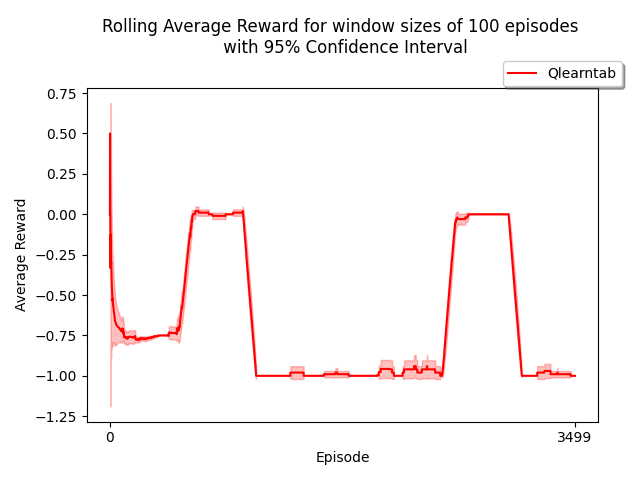 Rolling Average Reward for window sizes of 100 episodes
with 95% Confidence Interval
Qlearntab
0.75
0.50
0.25
0.00
−0.25
−0.50
−0.75
−1.00
−1.25
Average Reward
0
3499
Episode